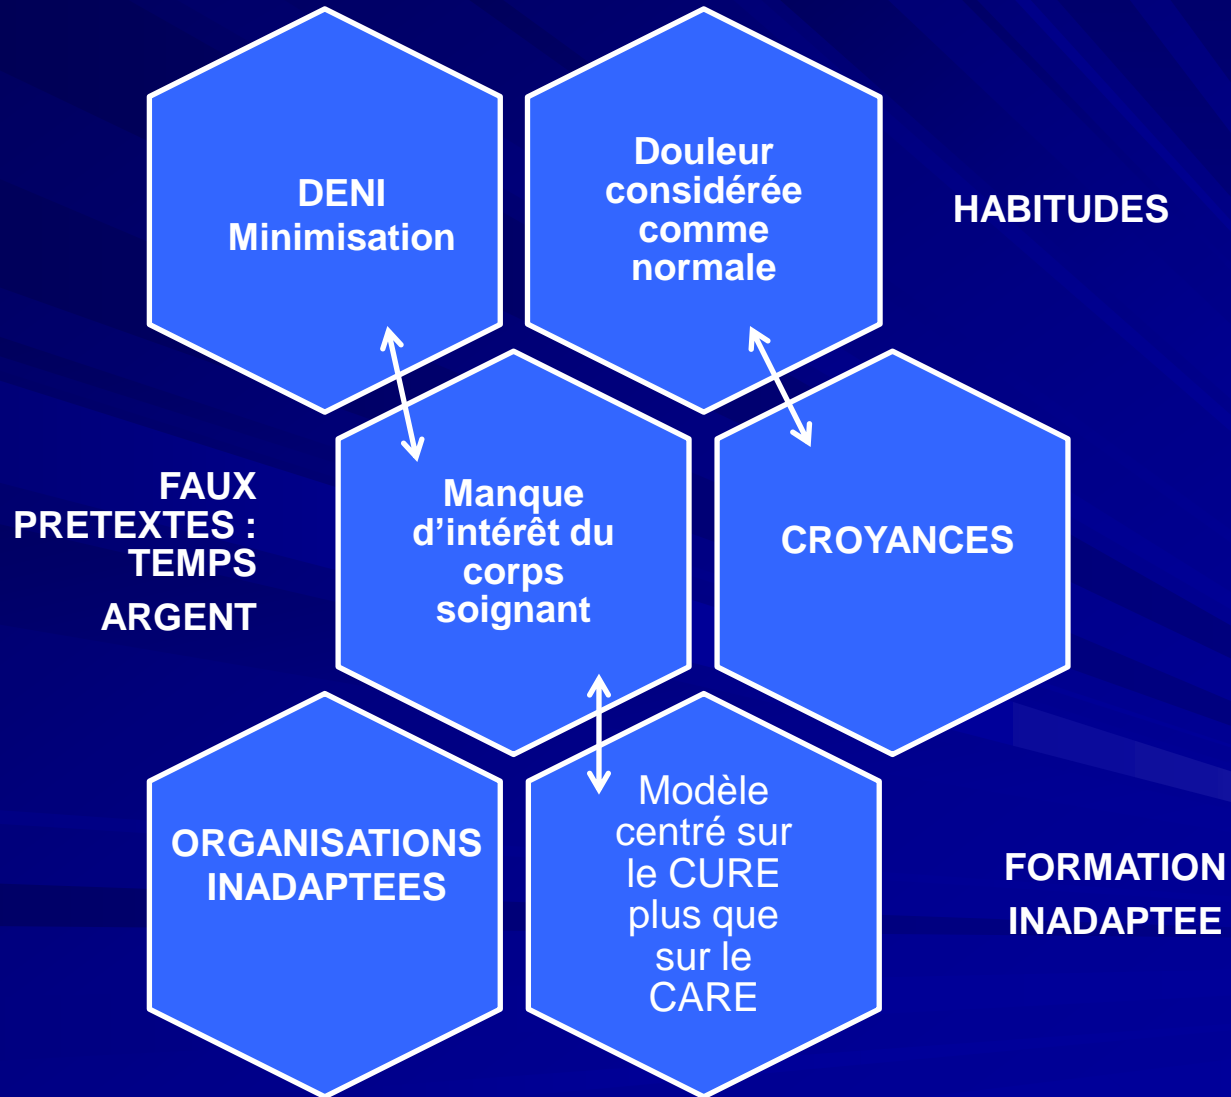 DENI
Minimisation
Douleur
considérée
comme
normale
HABITUDES
FAUX
PRETEXTES :
TEMPS
ARGENT
Manque
d’intérêt du
corps
soignant
CROYANCES
ORGANISATIONS
INADAPTEES
Modèle
centré sur
le CURE
plus que
sur le
CARE
FORMATION
INADAPTEE